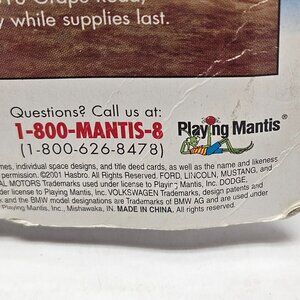 while supplies last.
Questions? Call us at:
1-800-MANTIS-8
(1-800-626-8478)
Playing Mantis®
individual space designs, and title deed cards, as well as the name and likeness
permission. ©2001 Hasbro. All Rights Reserved. FORD, LINCOLN, MUSTANG, and
MOTORS Trademarks used under license to Playing Mantis, Inc. DODGE,
license to Playing Mantis, Inc. VOLKSWAGEN Trademarks, design patents and
and the BMW model designations are Trademarks of BMW AG and are used under
Playing Mantis, Inc., Mishawaka, IN. MADE IN CHINA. All rights reserved.